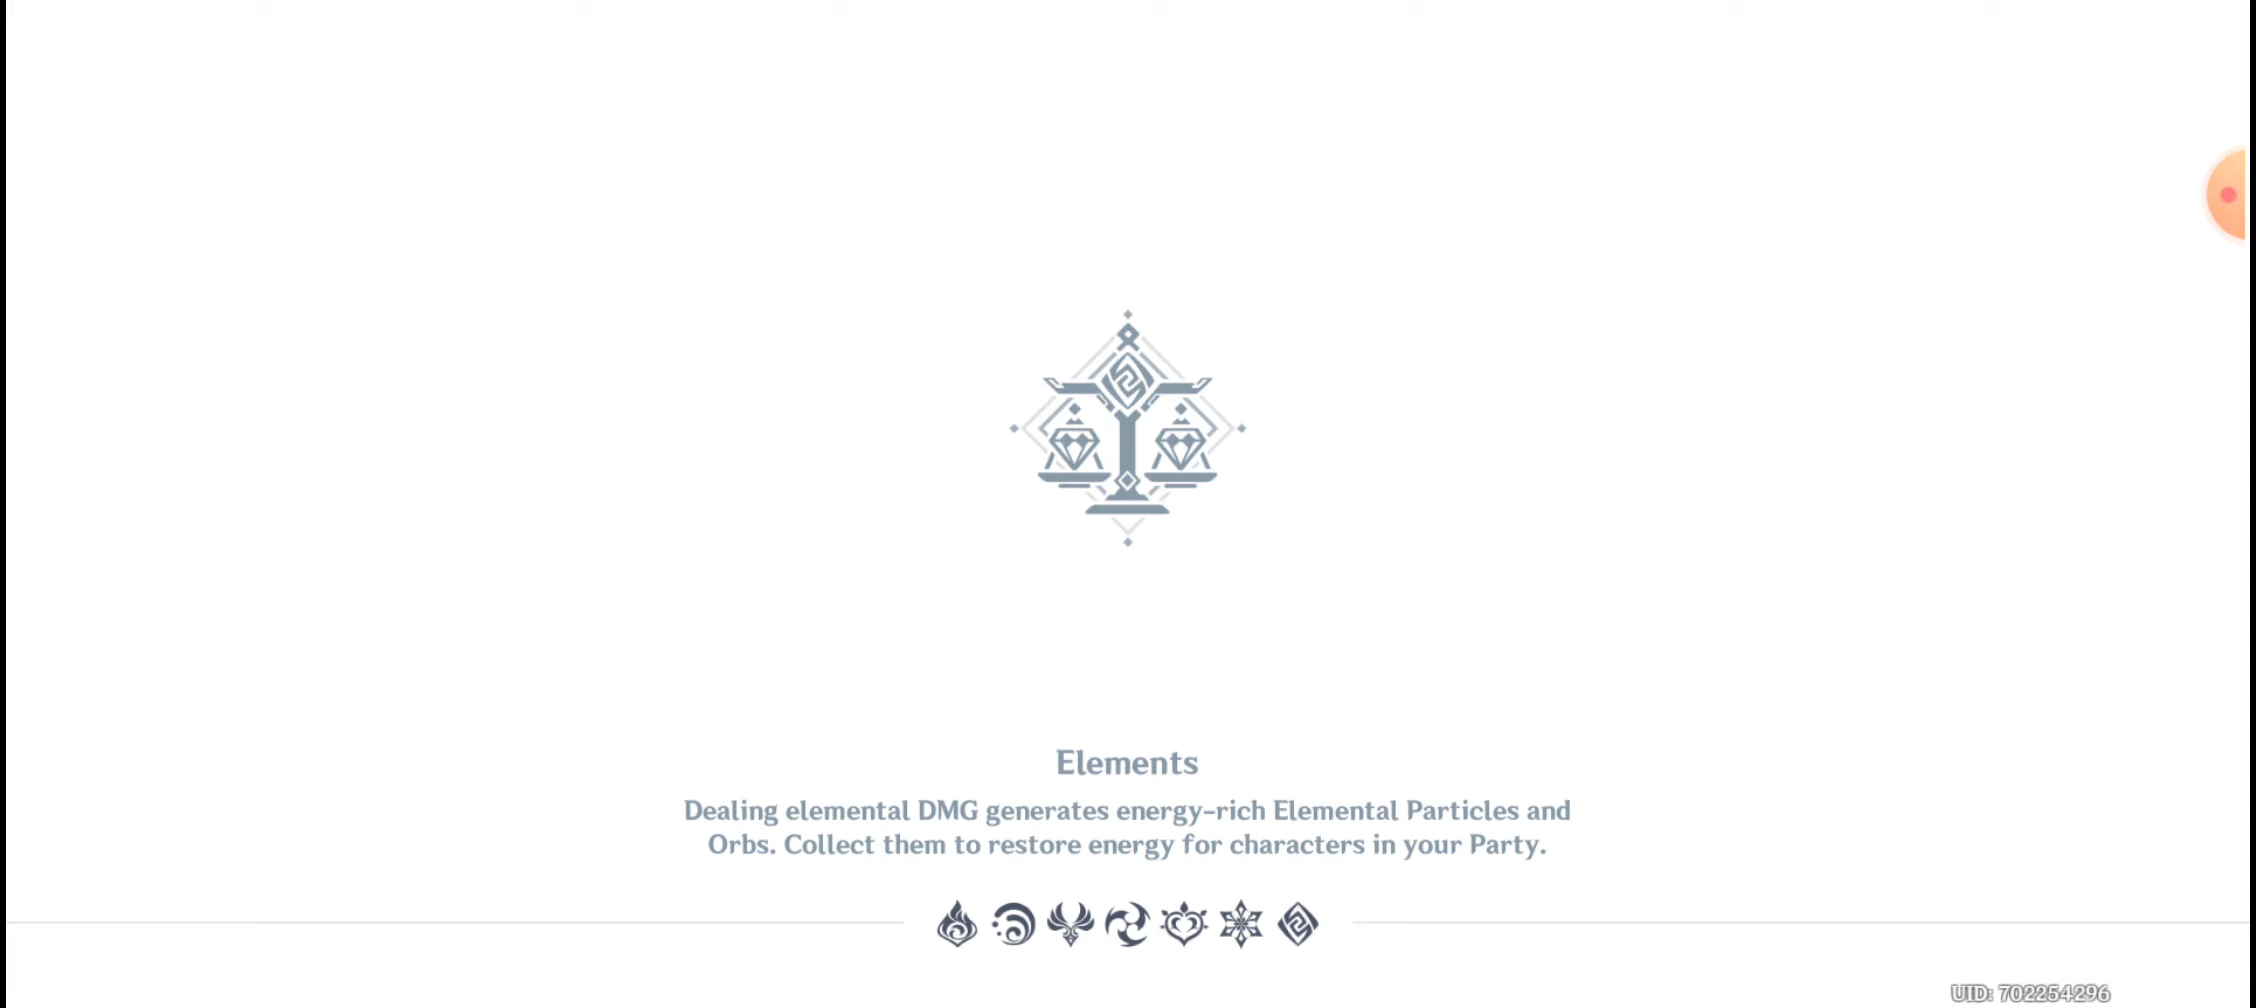 Elements
Dealing elemental DMG generates energy-rich Elemental Particles and
Orbs. Collect them to restore energy for characters in your Party.
UID: 702254296